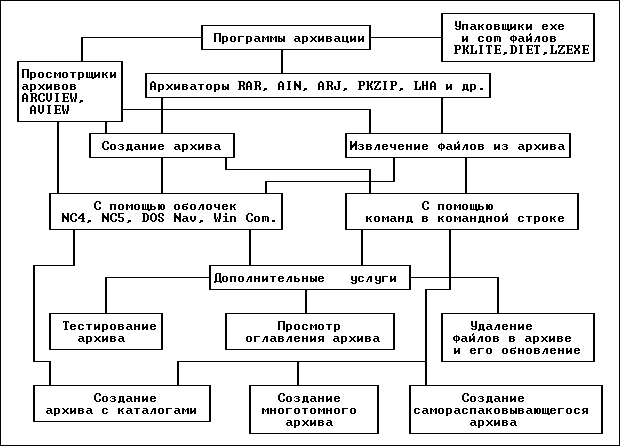 Программы архивации
Упаковщики exe
и com файлов
PKLITE,DIET,LZEXE
Просмотрщики
архивов
ARCVIEW,
AVIEW
Архиваторы RAR, AIN, ARJ, PKZIP, LHA и др.
Создание архива
Извлечение файлов из архива
С помощью оболочек
NC4, NC5, DOS Nav, Win Com.
С помощью
команд в командной строке
Дополнительные услуги
Тестирование
архива
Просмотр
оглавления архива
Удаление
файлов в архиве
и его обновление
Создание
архива с каталогами
Создание
многотомного
архива
Создание
самораспаковывающегося
архива